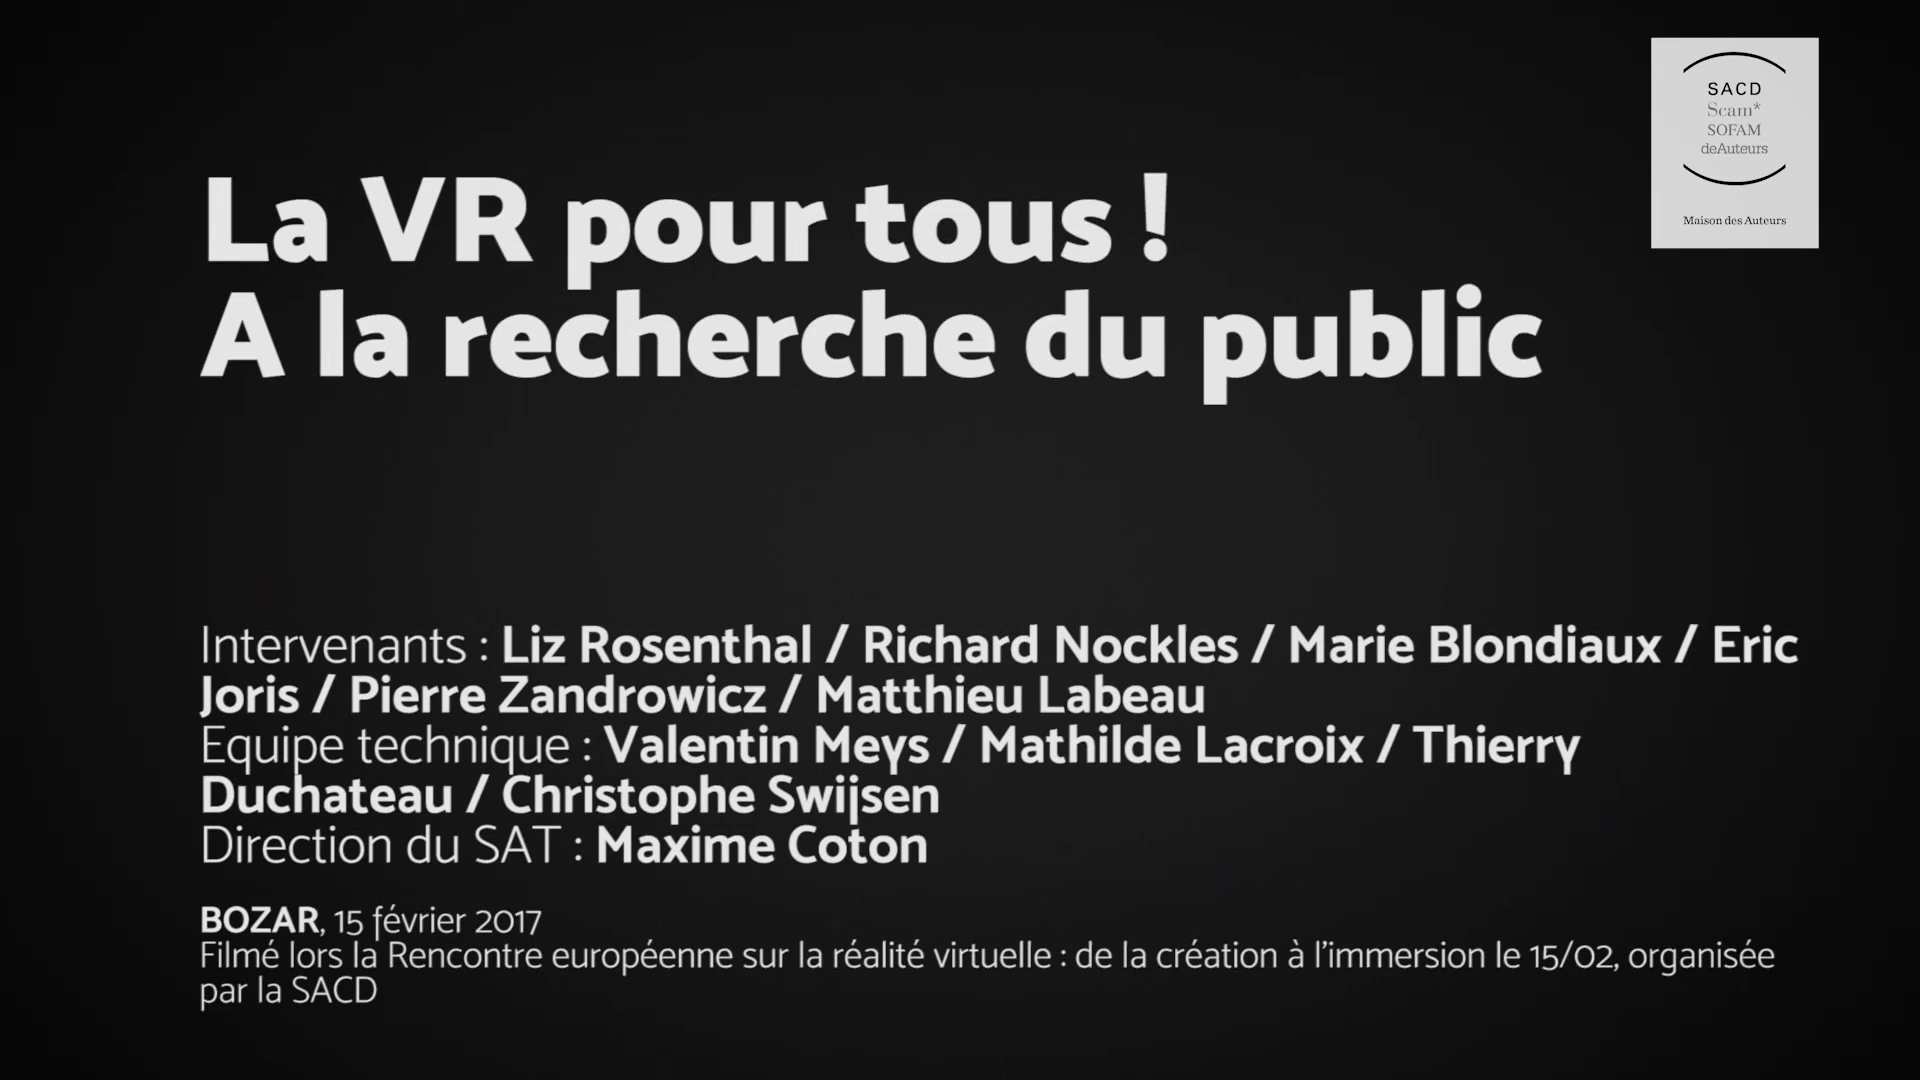 SACD
Scam*
SOFAM
deAuteurs
Maison des Auteurs
La VR pour tous !
A la recherche du public
Intervenants : Liz Rosenthal / Richard Nockles / Marie Blondiaux / Eric
Joris / Pierre Zandrowicz / Matthieu Labeau
Equipe technique : Valentin Meys / Mathilde Lacroix / Thierry
Duchateau / Christophe Swijsen
Direction du SAT : Maxime Coton
BOZAR, 15 février 2017
Filmé lors la Rencontre européenne sur la réalité virtuelle : de la création à l'immersion le 15/02, organisée
par la SACD